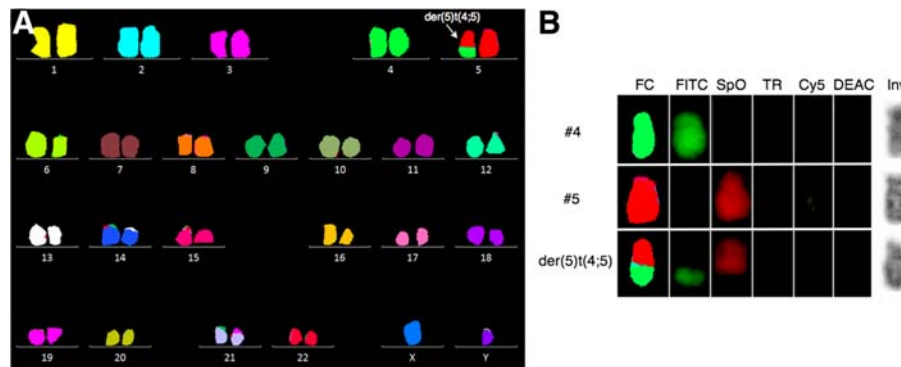 A
der(5)t(4;5)
1 2 3 4 5
6 7 8 9 10 11 12
13 14 15 16 17 18
19 20 21 22 X Y
B
FC FITC SpO TR Cy5 DEAC
#4
#5
der(5)t(4;5)